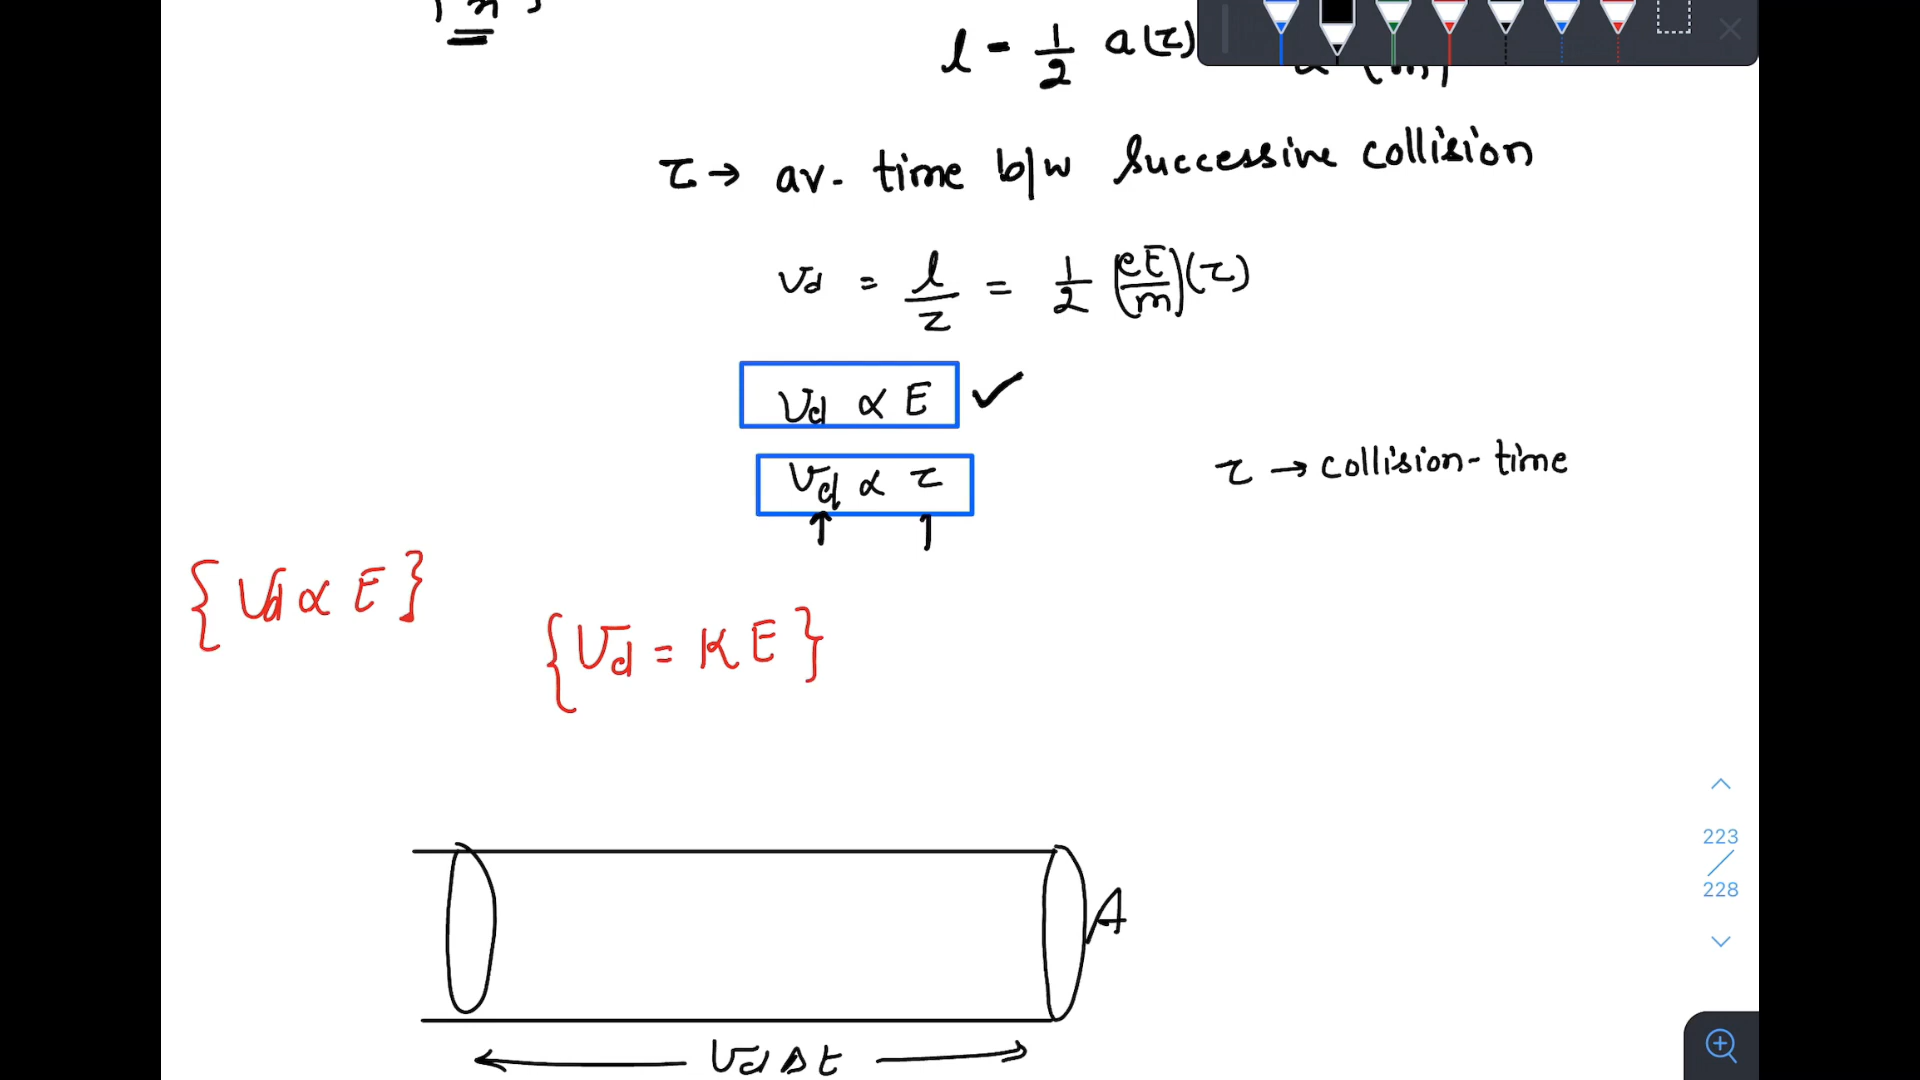 l = 1/2 a(τ)
τ → av. time b/w successive collision
Vd = l/τ = 1/2 (eE/m)(τ)
Vd ∝ E ✓
Vd ∝ τ
↑ ↑
τ → collision-time
{Vd ∝ E}
{Vd = KE}
A
← Vd Δt →
223
/
228